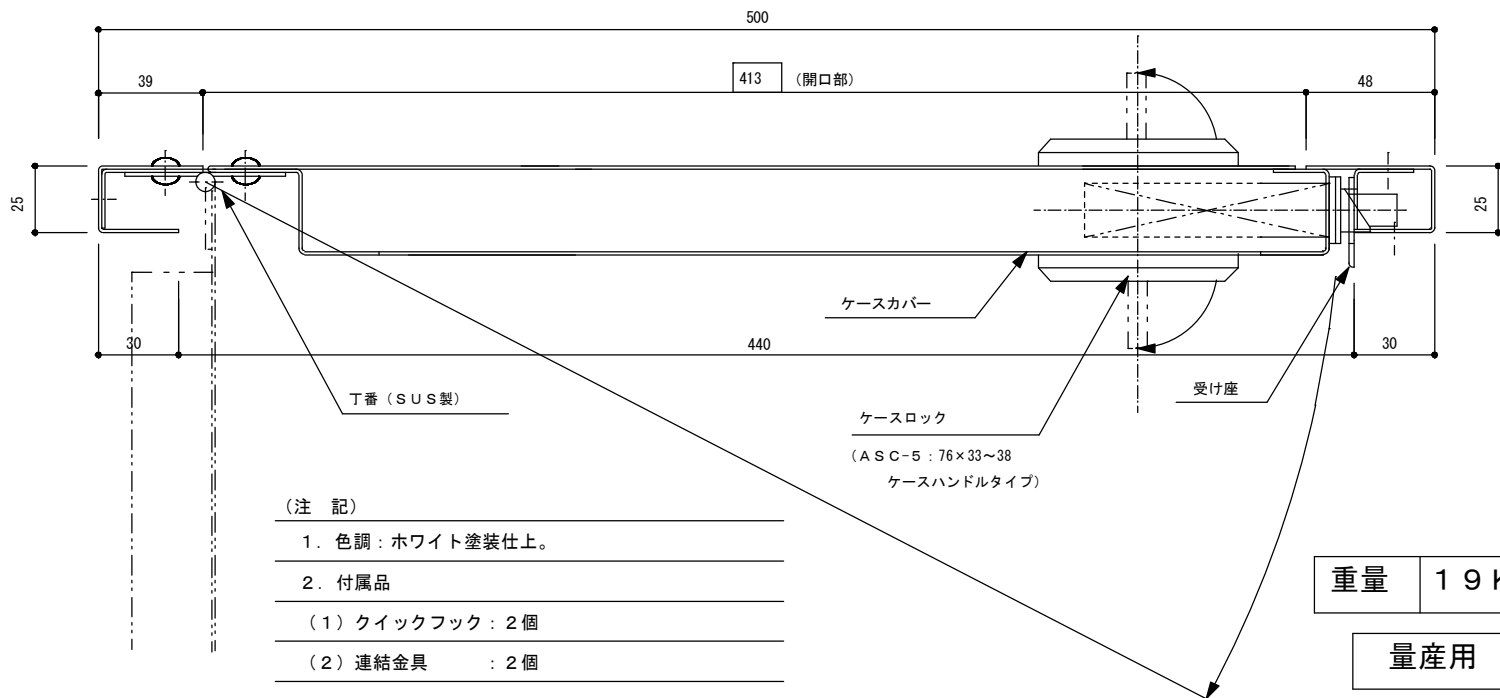 500
39
413 （開口部）
48
25
25
ケースカバー
30
440
30
丁番（ＳＵＳ製）
受け座
ケースロック
（ＡＳＣ-５：76×33～38
ケースハンドルタイプ）
（注　記）
１．色調：ホワイト塗装仕上。
２．付属品
（１）クイックフック：２個
（２）連結金具　　　：２個
重量 １９Ｋ
量産用